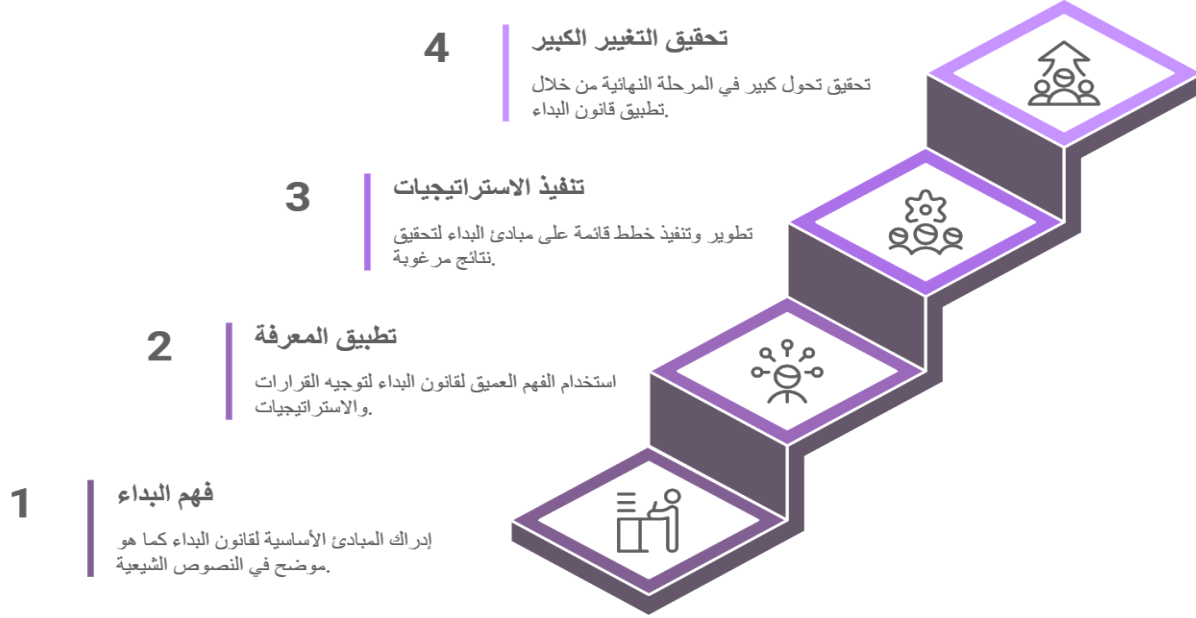 4
تحقيق التغيير الكبير
تحقيق تحول كبير في المرحلة النهائية من خلال
تطبيق قانون البداء.
3
تنفيذ الاستراتيجيات
تطوير وتنفيذ خطط قائمة على مبادئ البداء لتحقيق
نتائج مرغوبة.
2
تطبيق المعرفة
استخدام الفهم العميق لقانون البداء لتوجيه القرارات
والاستراتيجيات.
1
فهم البداء
إدراك المبادئ الأساسية لقانون البداء كما هو
موضح في النصوص الشيعية.